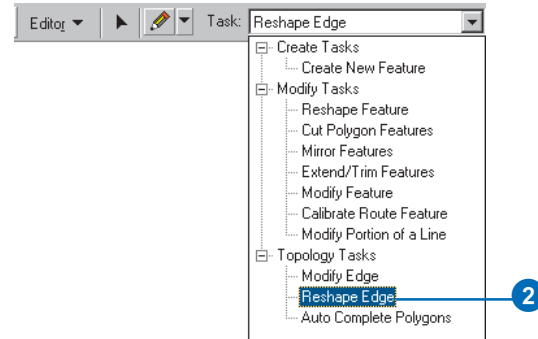 Editor Task: Reshape Edge
Create Tasks
Create New Feature
Modify Tasks
Reshape Feature
Cut Polygon Features
Mirror Features
Extend/Trim Features
Modify Feature
Calibrate Route Feature
Modify Portion of a Line
Topology Tasks
Modify Edge
Reshape Edge 2
Auto Complete Polygons